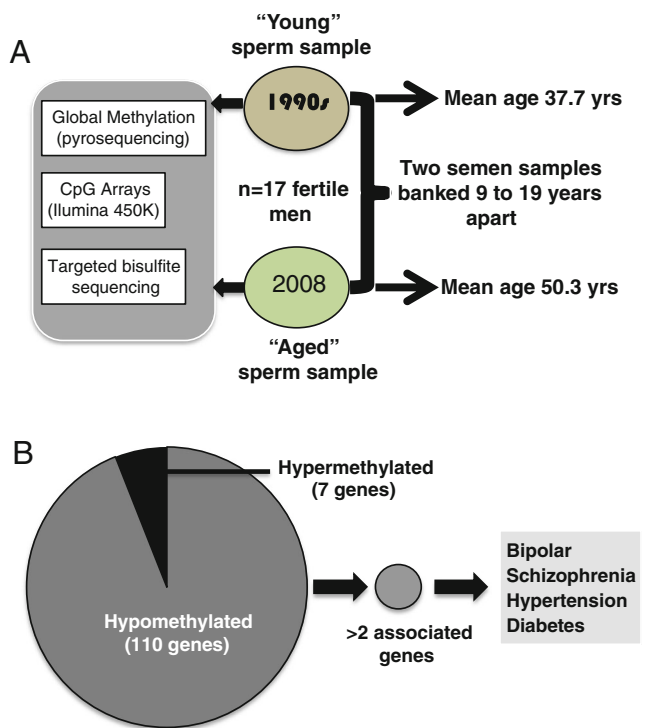 A
“Young”
sperm sample
1990s
Mean age 37.7 yrs
Global Methylation
(pyrosequencing)
CpG Arrays
(Ilumina 450K)
Targeted bisulfite
sequencing
n=17 fertile
men
Two semen samples
banked 9 to 19 years
apart
2008
Mean age 50.3 yrs
“Aged”
sperm sample
B
Hypermethylated
(7 genes)
Hypomethylated
(110 genes)
>2 associated
genes
Bipolar
Schizophrenia
Hypertension
Diabetes